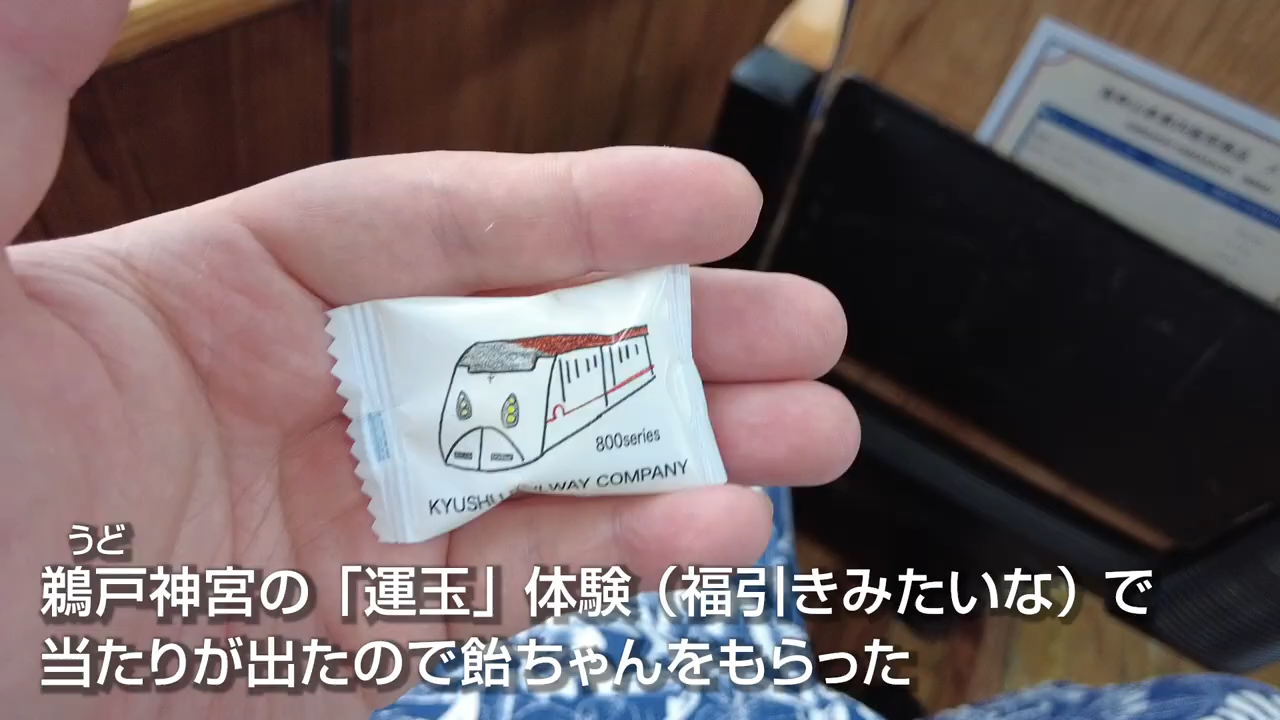 800series
KYUSHU RAILWAY COMPANY
うど
鵜戸神宮の「運玉」体験（福引きみたいな）で
当たりが出たので飴ちゃんをもらった